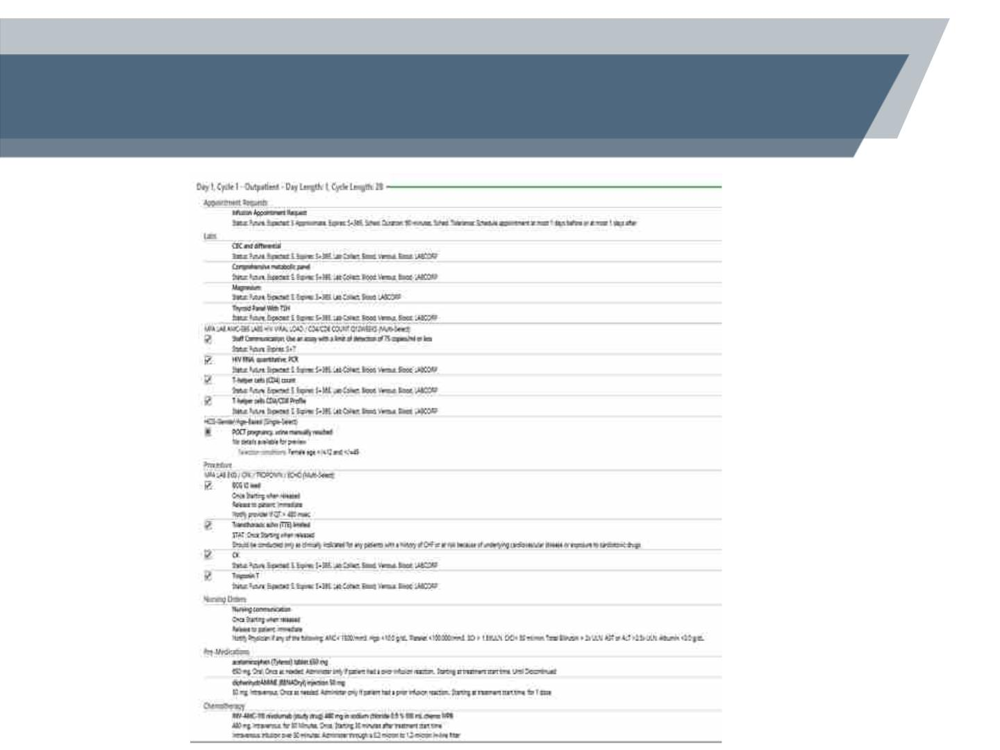 Day 1, Cycle 1 - Outpatient - Day Length: 1, Cycle Length: 28
Appointment Requests
Infusion Appointment Request
Status: Future, Expected: S Approximate, Expires: S+365, Sched. Duration: 60 minutes, Sched. Tolerance: Schedule appointment at most 1 days before or at most 1 days after
Labs
CBC and differential
Status: Future, Expected: S, Expires: S+365, Lab Collect, Blood, Venous, Blood, LABCORP
Comprehensive metabolic panel
Status: Future, Expected: S, Expires: S+365, Lab Collect, Blood, Venous, Blood, LABCORP
Magnesium
Status: Future, Expected: S, Expires: S+365, Lab Collect, Blood, LABCORP
Thyroid Panel With TSH
Status: Future, Expected: S, Expires: S+365, Lab Collect, Blood, Venous, Blood, LABCORP
LAB LABS HIV VIRAL LOAD / CD4/CD8 COUNT Q12WEEKS (Multi-Select)
Staff Communication: Use an assay with a limit of detection of 75 copies/ml or less
Status: Future, Expires: S+7
HIV RNA, quantitative, PCR
Status: Future, Expected: S, Expires: S+365, Lab Collect, Blood, Venous, Blood, LABCORP
T-helper cells (CD4) count
Status: Future, Expected: S, Expires: S+365, Lab Collect, Blood, Venous, Blood, LABCORP
T-helper cells CD4/CD8 Profile
Status: Future, Expected: S, Expires: S+365, Lab Collect, Blood, Venous, Blood, LABCORP
HCG-Gender/Age-Based (Single-Select)
POCT pregnancy, urine manually resulted
No details available for preview
Selection conditions: Female age >/=12 and </=
Procedure
LAB EKG / CPK / TROPONIN / ECHO (Multi-Select)
ECG 12 lead
Once Starting when released
Release to patient: Immediate
Notify provider if QT > 480 msec
Transthoracic echo (TTE) limited
STAT, Once Starting when released
Should be conducted only as clinically indicated for any patients with a history of CHF or at risk because of underlying cardiovascular disease or exposure to cardiotoxic drugs.
CK
Status: Future, Expected: S, Expires: S+365, Lab Collect, Blood, Venous, Blood, LABCORP
Troponin T
Status: Future, Expected: S, Expires: S+365, Lab Collect, Blood, Venous, Blood, LABCORP
Nursing Orders
Nursing communication
Once Starting when released
Release to patient: Immediate
Notify Physician if any of the following: ANC< 1500/mm3, Hgb <10.0 g/dL, Platelet <100,000/mm3, Total Bilirubin > 2x ULN, AST or ALT >2.5x ULN, Albumin <3.0 g/dL
Pre-Medications
acetaminophen (Tylenol) tablet 650 mg
650 mg, Oral, Once as needed, Administer only if patient had a prior infusion reaction., Starting at treatment start time, Until Discontinued
diphenhydrAMINE (BENADryl) injection 50 mg
50 mg, Intravenous, Once as needed, Administer only if patient had a prior infusion reaction., Starting at treatment start time, for 1 dose
Chemotherapy
nivolumab (study drug) 480 mg in sodium chloride 0.9 % 100 mL chemo IVPB
480 mg, Intravenous, for 30 Minutes, Once, Starting 30 minutes after treatment start time
Intravenous infusion over 30 minutes. Administer through a 0.2 micron to 1.2 micron in-line filter